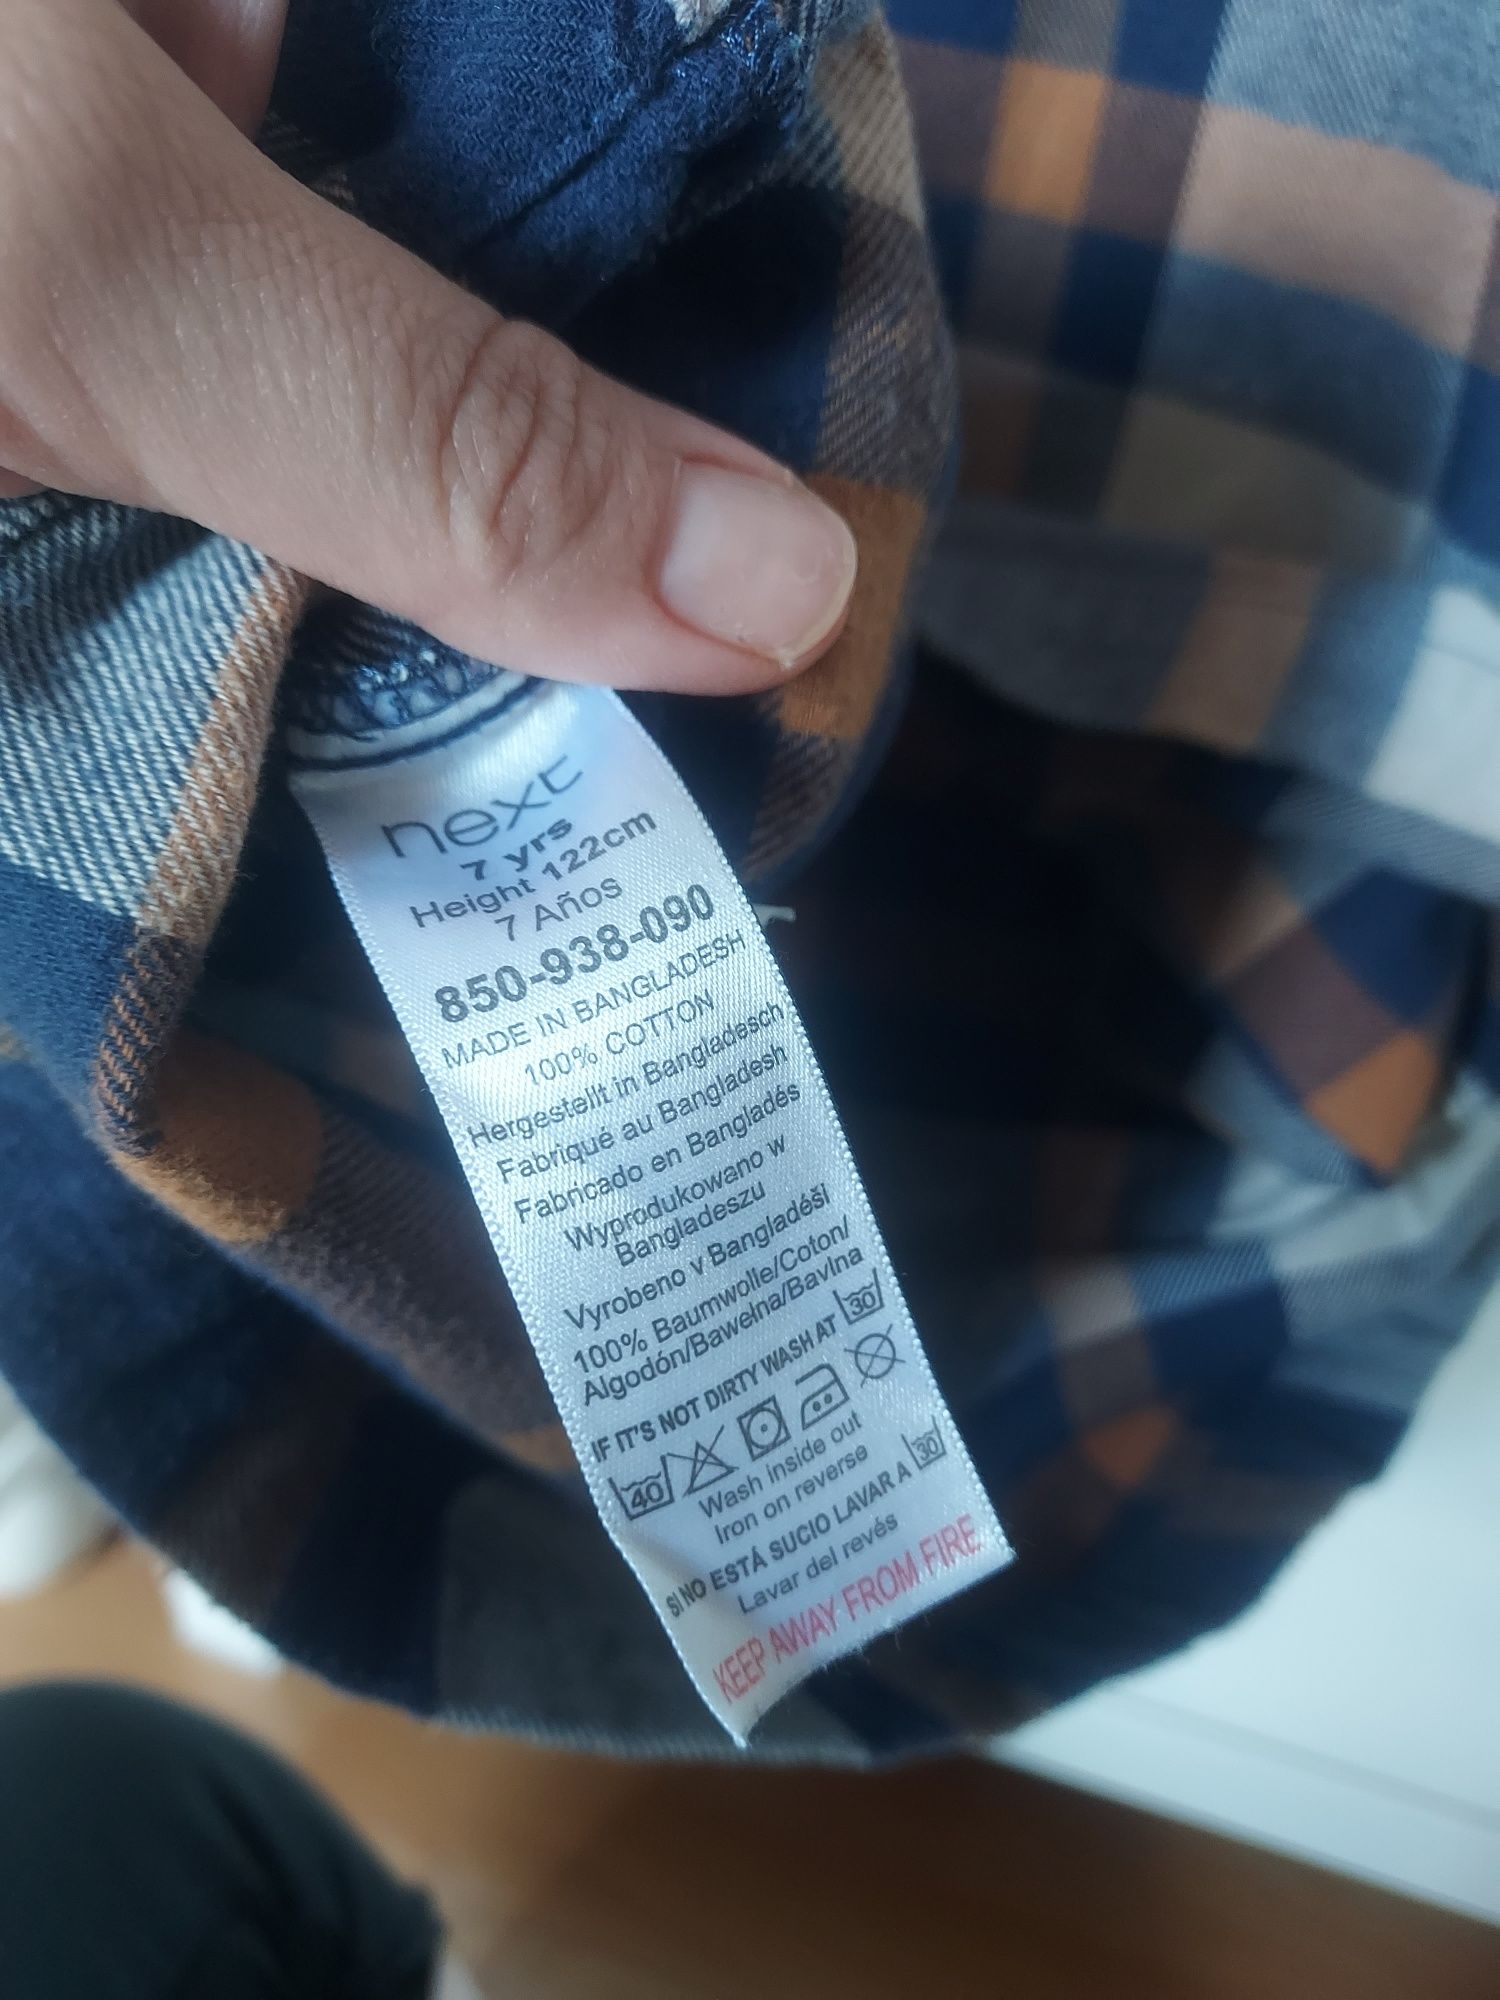 next
7 yrs
Height 122cm
7 Años
850-938-090
MADE IN BANGLADESH
100% COTTON
Hergestellt in Bangladesch
Fabriqué au Bangladesh
Fabricado en Bangladés
Wyprodukowano w
Bangladeszu
Vyrobeno v Bangladéši
100% Baumwolle/Coton/
Algodón/Bawełna/Bavlna
IF IT'S NOT DIRTY WASH AT 30
40
Wash inside out
Iron on reverse
SI NO ESTÁ SUCIO LAVAR A 30
Lavar del revés
KEEP AWAY FROM FIRE